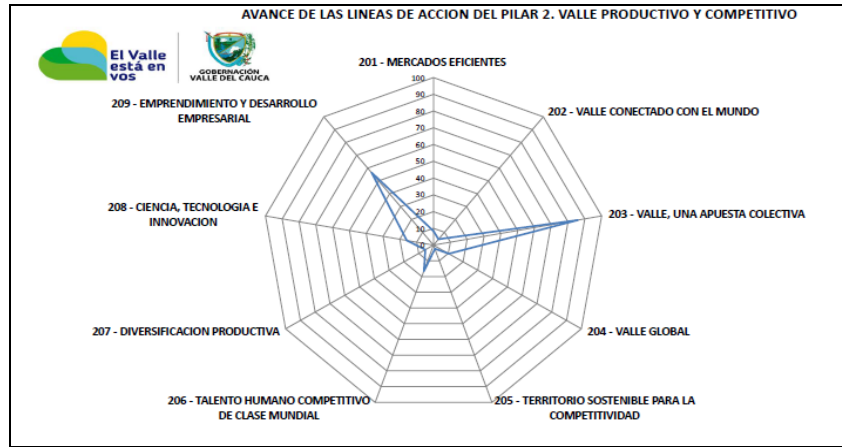 AVANCE DE LAS LINEAS DE ACCION DEL PILAR 2. VALLE PRODUCTIVO Y COMPETITIVO
El Valle
está en
vos
GOBERNACIÓN
VALLE DEL CAUCA
201 - MERCADOS EFICIENTES
202 - VALLE CONECTADO CON EL MUNDO
203 - VALLE, UNA APUESTA COLECTIVA
204 - VALLE GLOBAL
205 - TERRITORIO SOSTENIBLE PARA LA
COMPETITIVIDAD
206 - TALENTO HUMANO COMPETITIVO
DE CLASE MUNDIAL
207 - DIVERSIFICACION PRODUCTIVA
208 - CIENCIA, TECNOLOGIA E
INNOVACION
209 - EMPRENDIMIENTO Y DESARROLLO
EMPRESARIAL
100
90
80
70
60
50
40
30
20
10
0